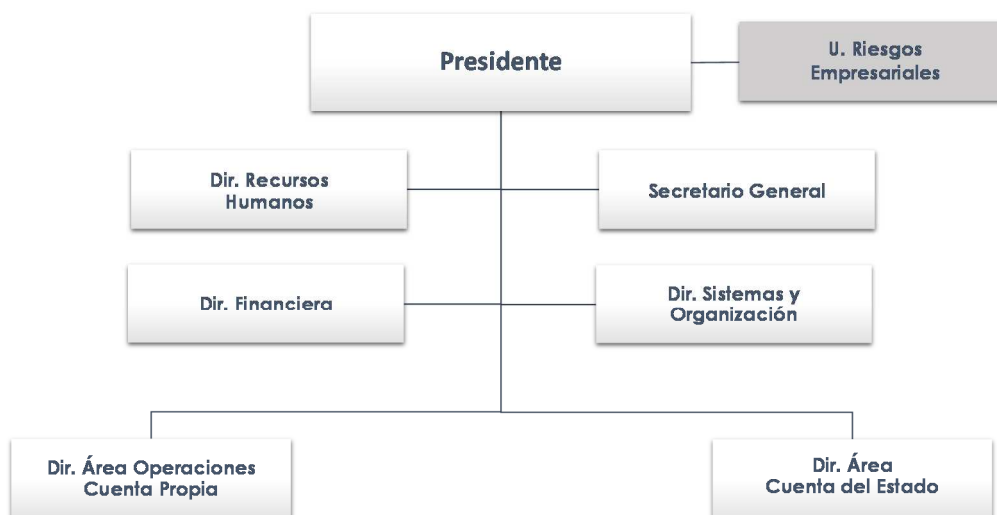 Presidente
U. Riesgos
Empresariales
Dir. Recursos
Humanos
Secretario General
Dir. Financiera
Dir. Sistemas y
Organización
Dir. Área Operaciones
Cuenta Propia
Dir. Área
Cuenta del Estado